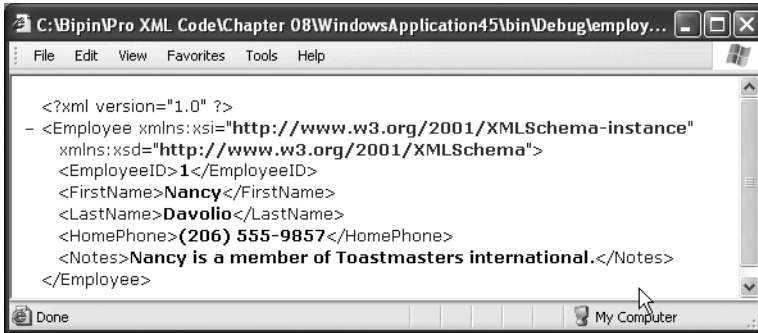 C:\Bipin\Pro XML Code\Chapter 08\WindowsApplication45\bin\Debug\employ...
File Edit View Favorites Tools Help
<?xml version="1.0" ?>
- <Employee xmlns:xsi="http://www.w3.org/2001/XMLSchema-instance"
xmlns:xsd="http://www.w3.org/2001/XMLSchema">
<EmployeeID>1</EmployeeID>
<FirstName>Nancy</FirstName>
<LastName>Davolio</LastName>
<HomePhone>(206) 555-9857</HomePhone>
<Notes>Nancy is a member of Toastmasters international.</Notes>
</Employee>
Done My Computer